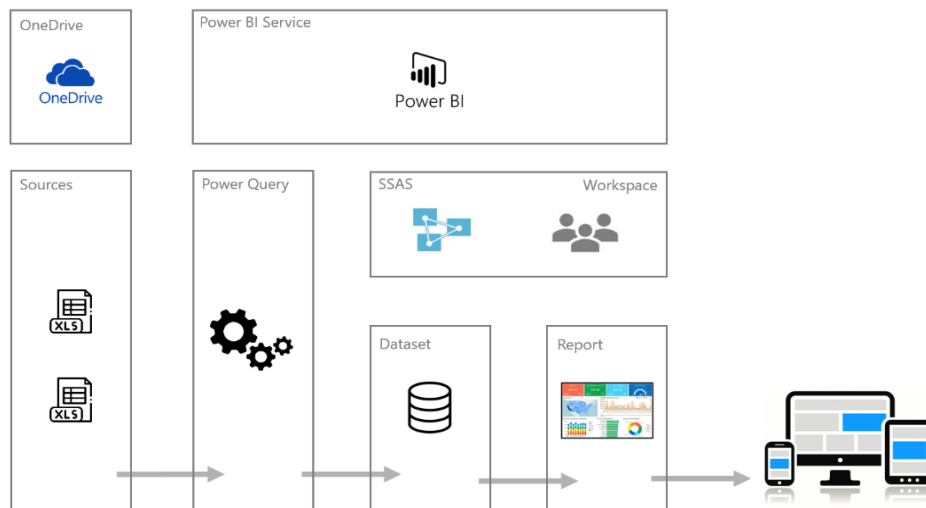 OneDrive
OneDrive
Power BI Service
Power BI
Sources
XLS
XLS
Power Query
SSAS
Workspace
Dataset
Report